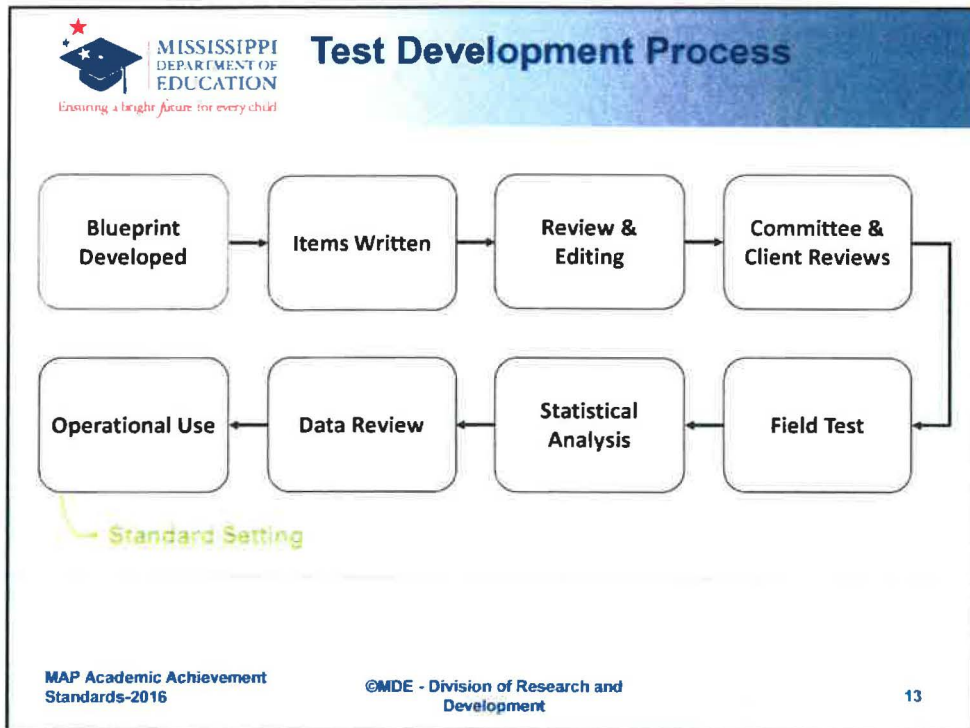 MISSISSIPPI
DEPARTMENT OF
EDUCATION
Ensuring a bright future for every child
Test Development Process
Blueprint
Developed
Items Written
Review &
Editing
Committee &
Client Reviews
Field Test
Statistical
Analysis
Data Review
Operational Use
Standard Setting
MAP Academic Achievement
Standards-2016
©MDE - Division of Research and
Development
13